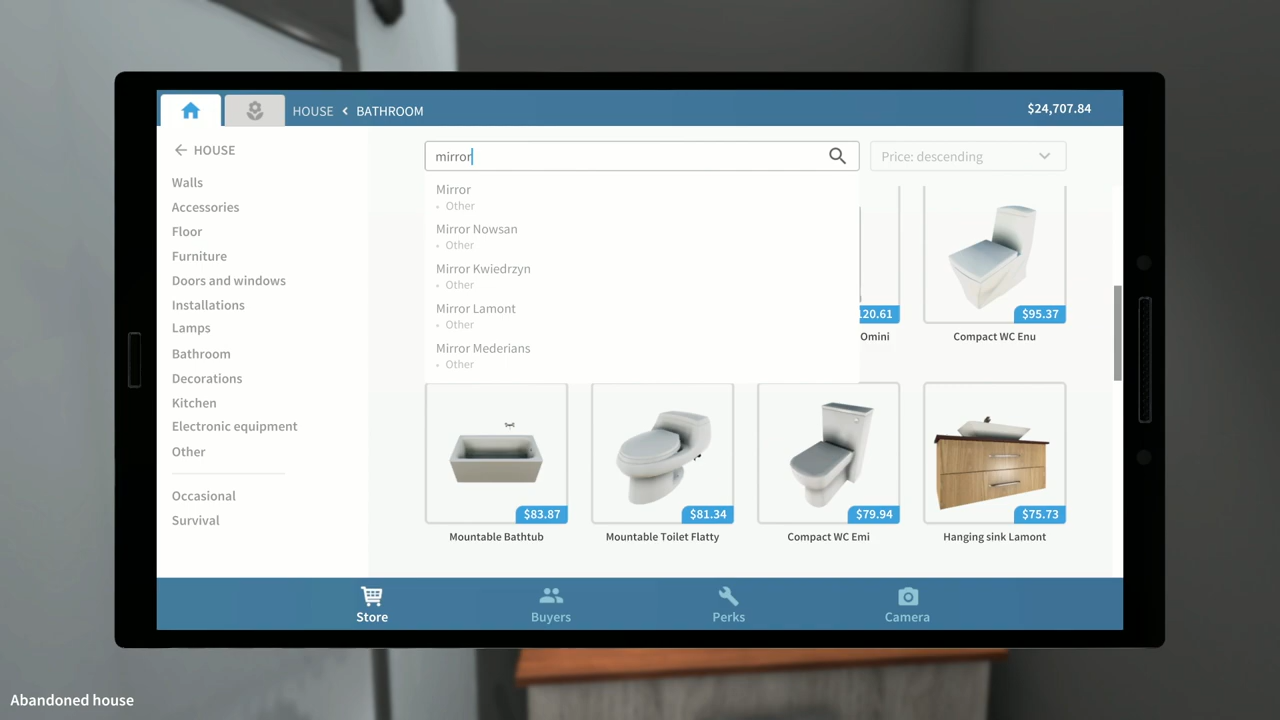 HOUSE < BATHROOM
$24,707.84
← HOUSE
mirror
Price: descending
Walls
Accessories
Floor
Furniture
Doors and windows
Installations
Lamps
Bathroom
Decorations
Kitchen
Electronic equipment
Other
Occasional
Survival
Mirror
• Other
Mirror Nowsan
• Other
Mirror Kwiedrzyn
• Other
Mirror Lamont
• Other
Mirror Mederians
• Other
20.61
$95.37
Omini
Compact WC Enu
$83.87
$81.34
$79.94
$75.73
Mountable Bathtub
Mountable Toilet Flatty
Compact WC Emi
Hanging sink Lamont
Store
Buyers
Perks
Camera
Abandoned house